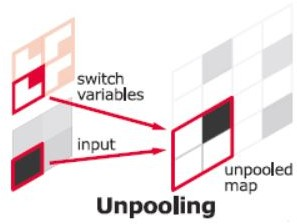 switch
variables
input
unpooled
map
Unpooling